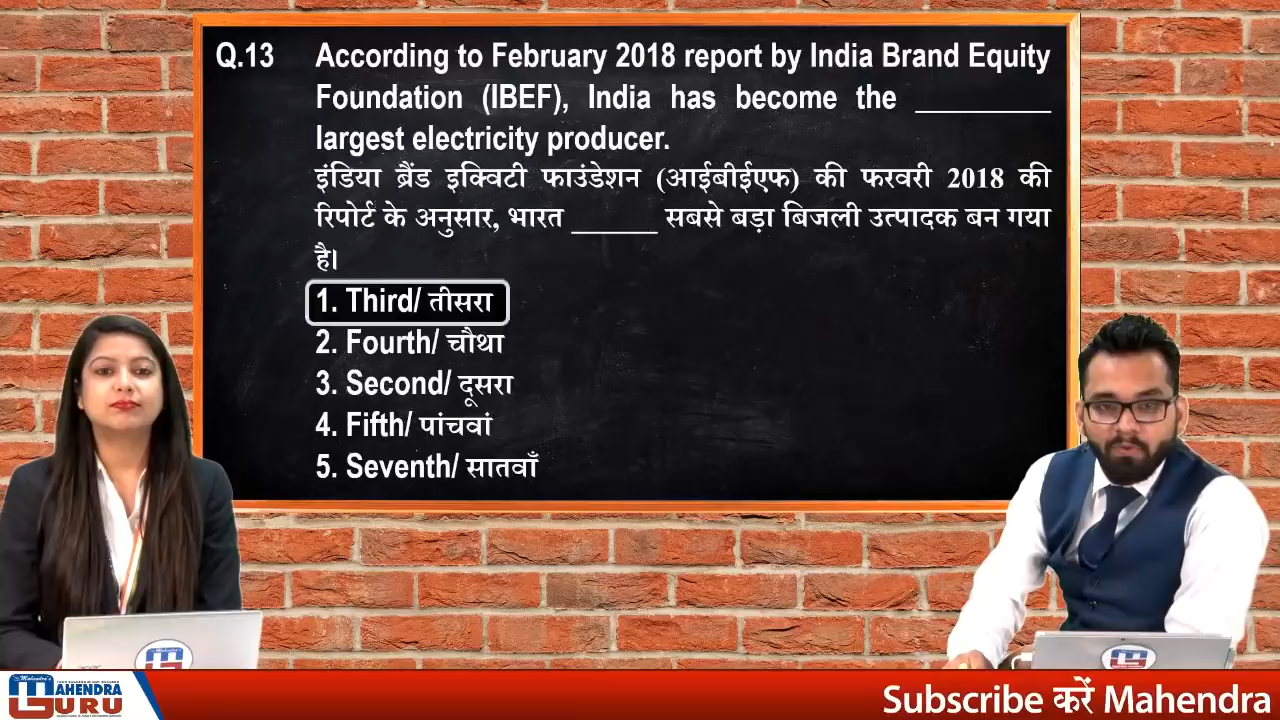 Q.13 According to February 2018 report by India Brand Equity
Foundation (IBEF), India has become the _________
largest electricity producer.
इंडिया ब्रैंड इक्विटी फाउंडेशन (आईबीईएफ) की फरवरी 2018 की
रिपोर्ट के अनुसार, भारत ______ सबसे बड़ा बिजली उत्पादक बन गया
है।
1. Third/ तीसरा
2. Fourth/ चौथा
3. Second/ दूसरा
4. Fifth/ पांचवां
5. Seventh/ सातवाँ
Mahendra's
MAHENDRA
GURU
Subscribe करें Mahendra